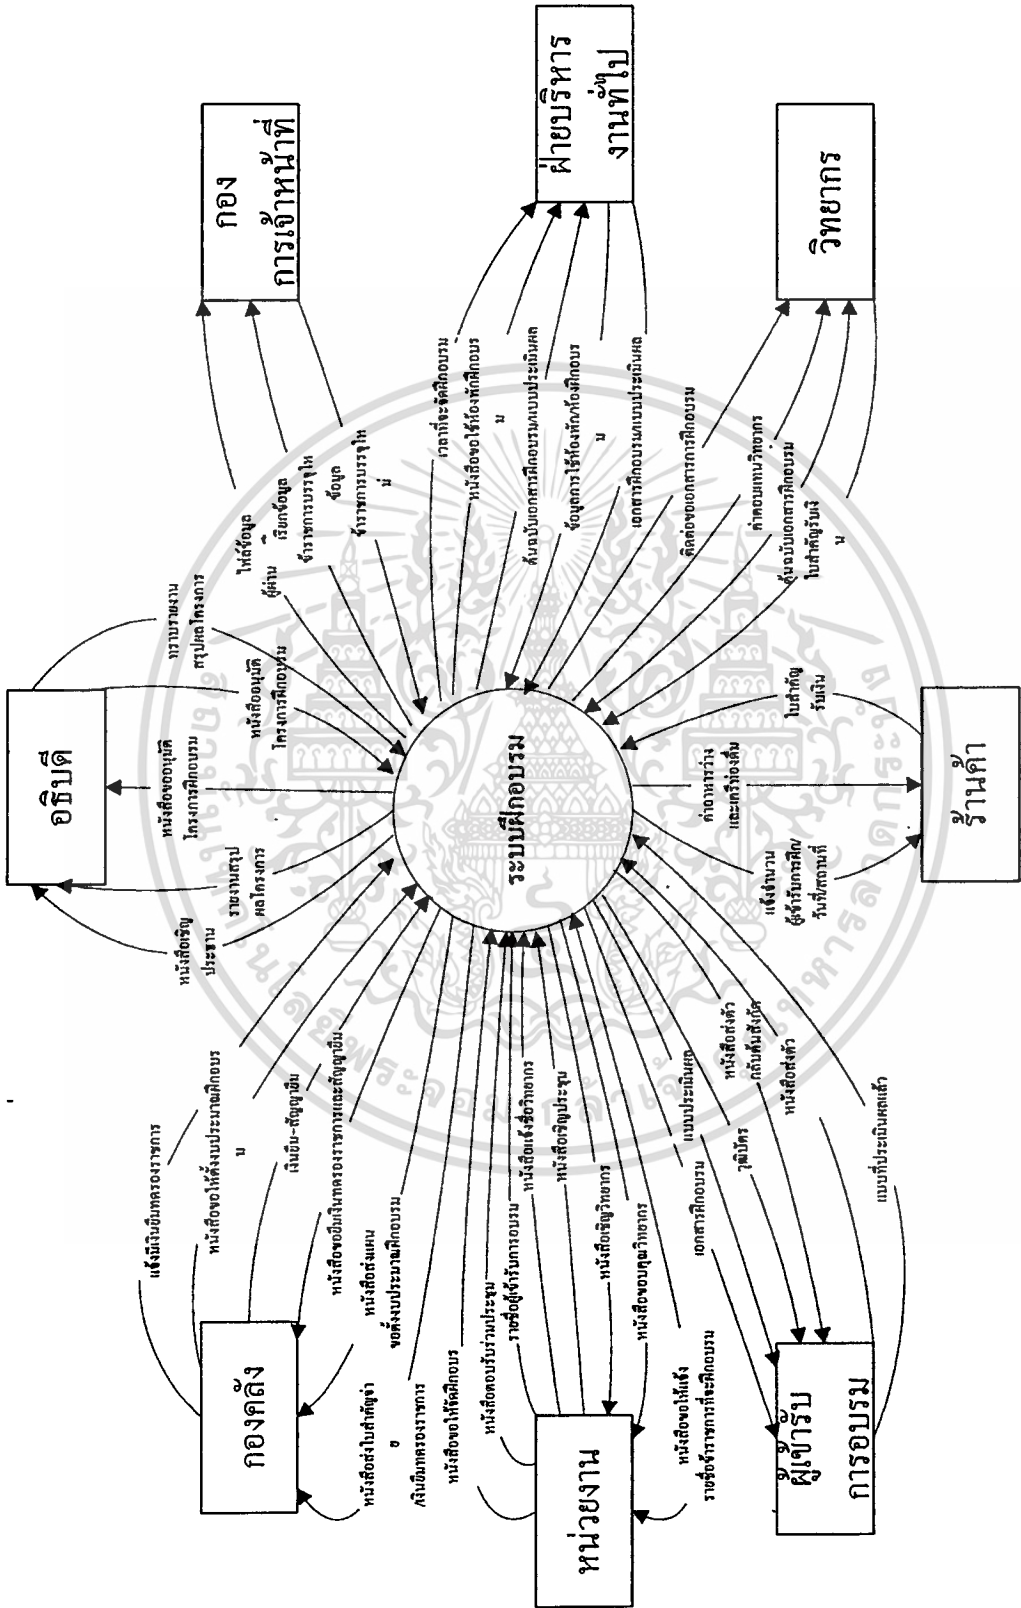 กองคลัง
อธิบดี
กอง
การเจ้าหน้าที่
ฝ่ายบริหาร
งานทั่วไป
วิทยากร
ร้านค้า
ผู้เข้ารับ
การอบรม
หน่วยงาน
ระบบฝึกอบรม
แจ้งมีเงินยืมทดรองราชการ
หนังสือขอให้ตั้งงบประมาณฝึกอบร
ม
เงินยืม-สัญญายืม
หนังสือขอยืมเงินทดรองราชการและสัญญายืม
หนังสือส่งแผน
ขอตั้งงบประมาณฝึกอบรม
หนังสือส่งใบสำคัญจ่า
ย
/เงินยืมทดรองราชการ
หนังสือเชิญ
ประธาน
รายงานสรุป
ผลโครงการ
หนังสือขออนุมัติ
โครงการฝึกอบรม
หนังสืออนุมัติ
โครงการฝึกอบรม
ทราบรายงาน
สรุปผลโครงการ
ไฟล์ข้อมูล
ผู้ผ่าน
เรียกข้อมูล
ข้าราชการบรรจุให
ข้อมูล
ข้าราชการบรรจุให
ม่
เวลาที่จะจัดฝึกอบรม
หนังสือขอใช้ห้องพักฝึกอบร
ม
ต้นฉบับเอกสารฝึกอบรม/แบบประเมินผล
ข้อมูลการใช้ห้องพัก/ห้องฝึกอบร
ม
เอกสารฝึกอบรม/แบบประเมินผล
ติดต่อขอเอกสารการฝึกอบรม
ค่าตอบแทนวิทยากร
ต้นฉบับเอกสารฝึกอบรม
ใบสำคัญรับเงิ
น
ใบสำคัญ
รับเงิน
ค่าอาหารว่าง
และเครื่องดื่ม
แจ้งจำนวน
ผู้เข้ารับการฝึก/
วันที่/สถานที่
หนังสือขอให้จัดฝึกอบร
หนังสือตอบรับร่วมประชุม
รายชื่อผู้เข้ารับการอบรม
หนังสือแจ้งชื่อวิทยากร
หนังสือเชิญประชุม
หนังสือเชิญวิทยากร
หนังสือขอบคุณวิทยากร
หนังสือขอให้แจ้ง
รายชื่อข้าราชการที่จะฝึกอบรม
เอกสารฝึกอบรม
แบบประเมินผล
วุฒิบัตร
หนังสือส่งตัว
กลับต้นสังกัด
หนังสือส่งตัว
แบบที่ประเมินผลแล้ว